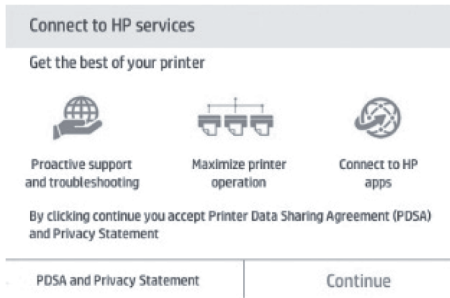 Connect to HP services
Get the best of your printer
Proactive support
and troubleshooting
Maximize printer
operation
Connect to HP
apps
By clicking continue you accept Printer Data Sharing Agreement (PDSA)
and Privacy Statement
PDSA and Privacy Statement
Continue